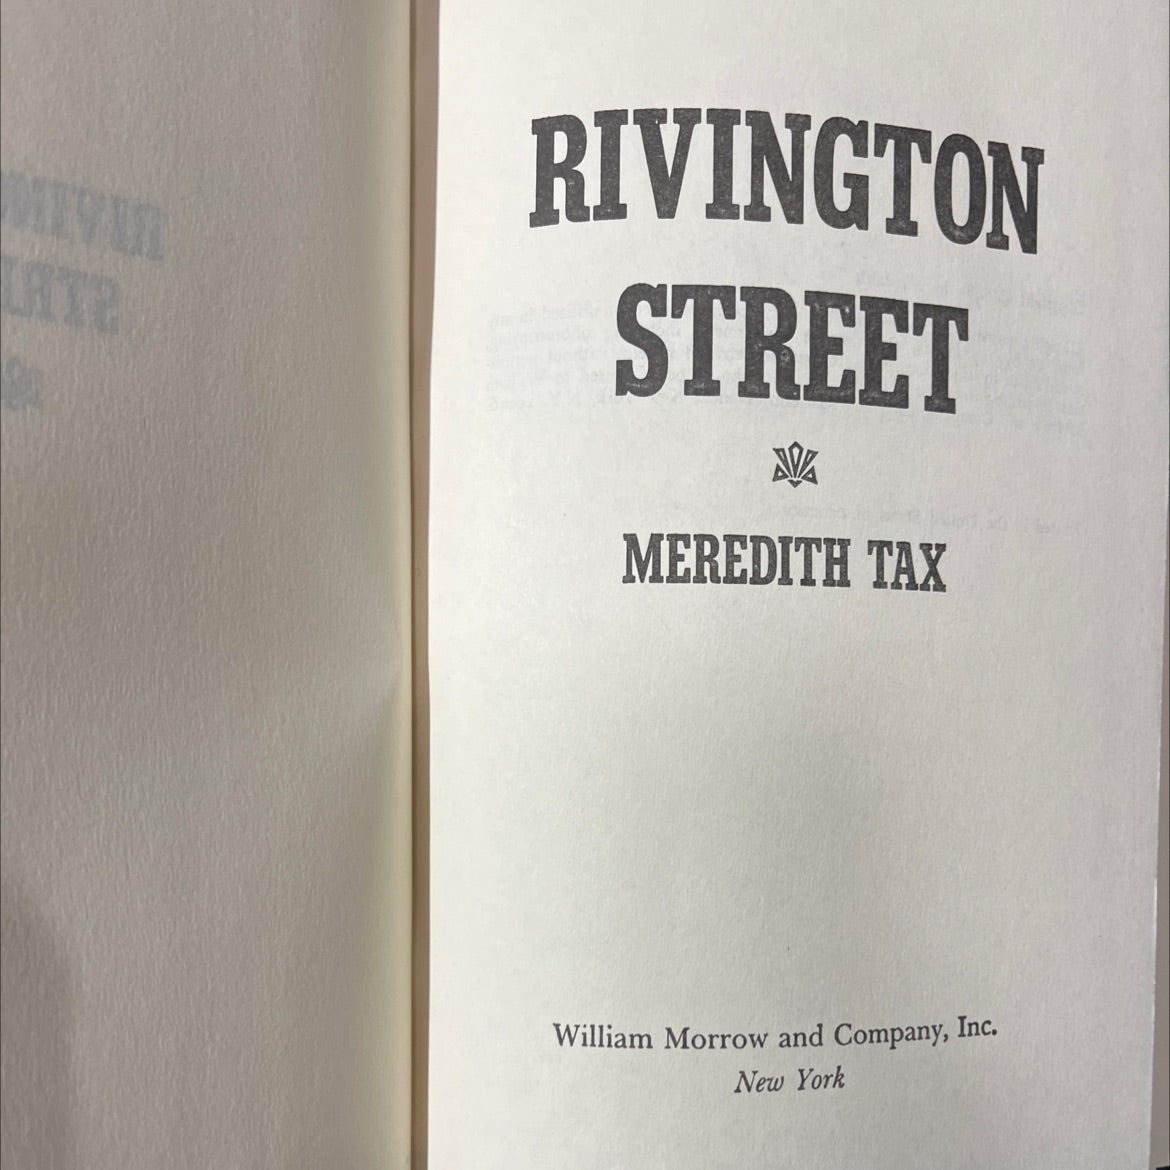 RIVINGTON
STREET
MEREDITH TAX
William Morrow and Company, Inc.
New York